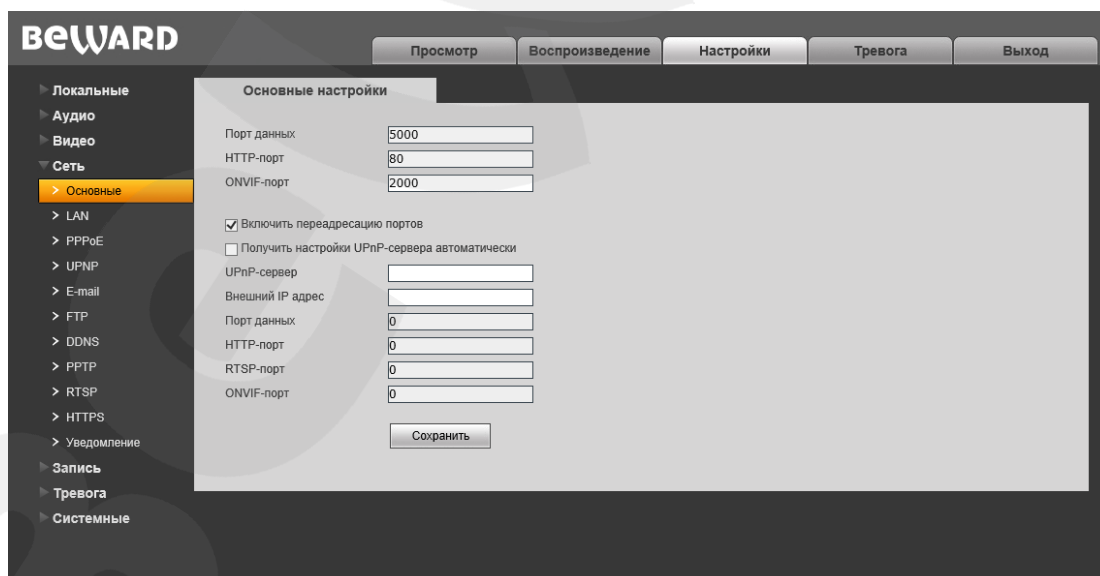 BEWARD
Просмотр Воспроизведение Настройки Тревога Выход
Локальные
Аудио
Видео
Сеть
> Основные
> LAN
> PPPoE
> UPNP
> E-mail
> FTP
> DDNS
> PPTP
> RTSP
> HTTPS
> Уведомление
Запись
Тревога
Системные
Основные настройки
Порт данных 5000
HTTP-порт 80
ONVIF-порт 2000
Включить переадресацию портов
Получить настройки UPnP-сервера автоматически
UPnP-сервер
Внешний IP адрес
Порт данных 0
HTTP-порт 0
RTSP-порт 0
ONVIF-порт 0
Сохранить